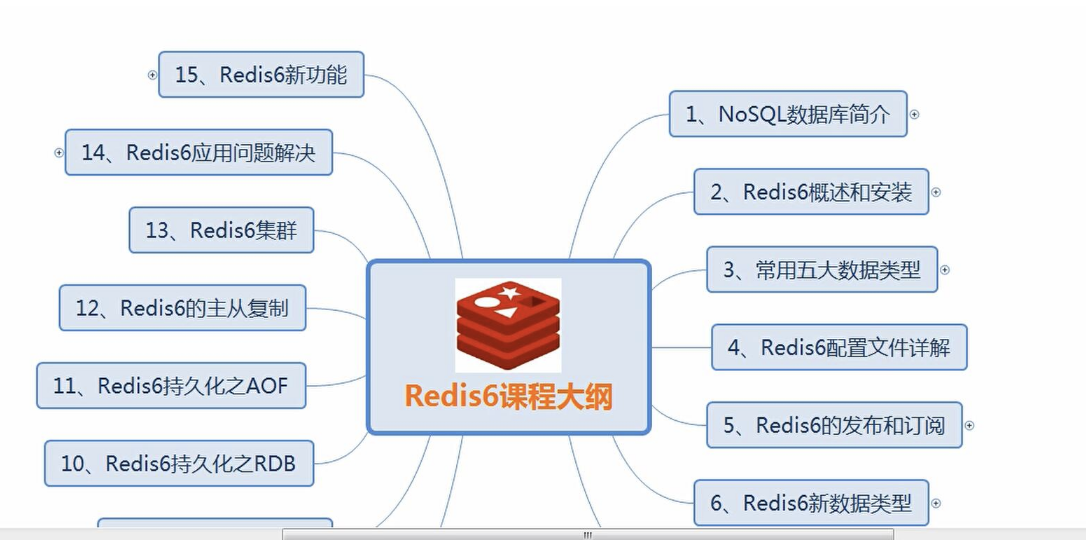 15、Redis6新功能
14、Redis6应用问题解决
13、Redis6集群
12、Redis6的主从复制
11、Redis6持久化之AOF
10、Redis6持久化之RDB
Redis6课程大纲
1、NoSQL数据库简介
2、Redis6概述和安装
3、常用五大数据类型
4、Redis6配置文件详解
5、Redis6的发布和订阅
6、Redis6新数据类型